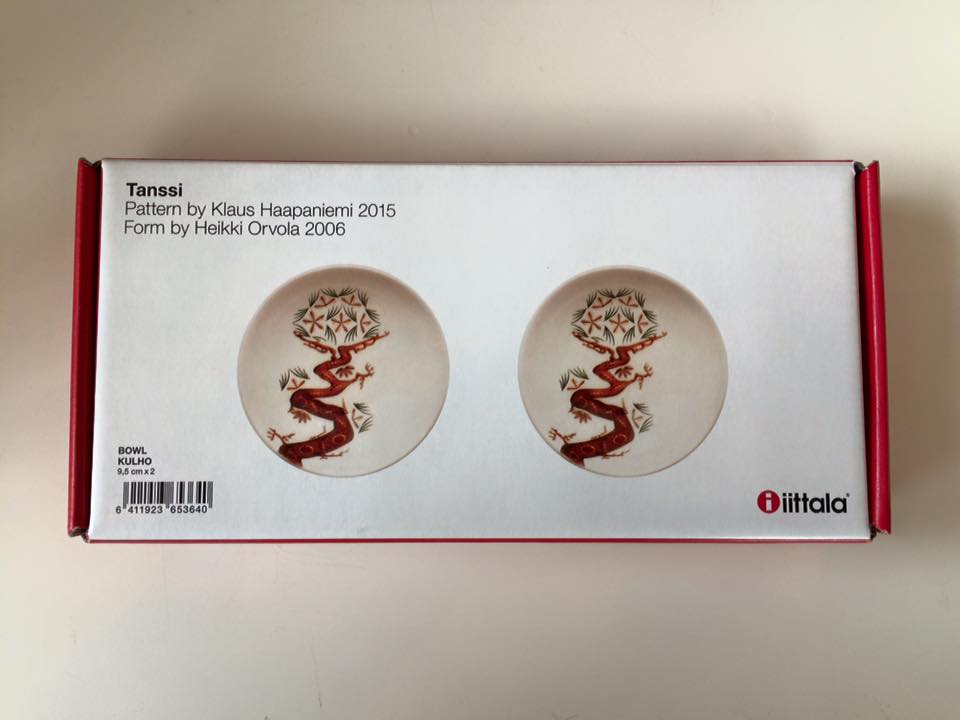 Tanssi
Pattern by Klaus Haapaniemi 2015
Form by Heikki Orvola 2006
BOWL
KULHO
9,5 cm x 2
6 411923 653640
iittala